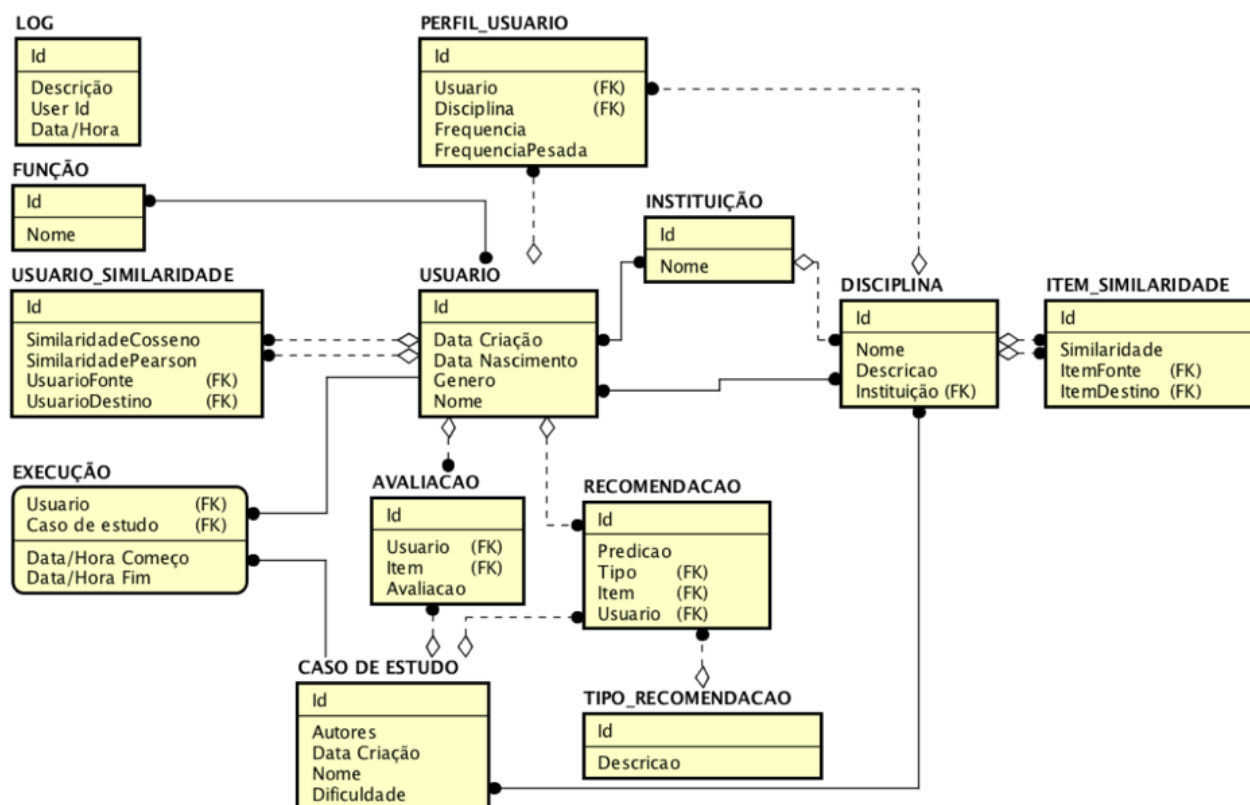 LOG
Id
Descrição
User Id
Data/Hora
PERFIL_USUARIO
Id
Usuario (FK)
Disciplina (FK)
Frequência
FrequenciaPesada
FUNÇÃO
Id
Nome
INSTITUIÇÃO
Id
Nome
USUARIO_SIMILARIDADE
Id
SimilaridadeCosseno
SimilaridadePearson
UsuarioFonte (FK)
UsuarioDestino (FK)
USUARIO
Id
Data Criação
Data Nascimento
Genero
Nome
DISCIPLINA
Id
Nome
Descricao
Instituição (FK)
ITEM_SIMILARIDADE
Id
Similaridade
ItemFonte (FK)
ItemDestino (FK)
EXECUÇÃO
Usuario (FK)
Caso de estudo (FK)
Data/Hora Começo
Data/Hora Fim
AVALIACAO
Id
Usuario (FK)
Item (FK)
Avaliacao
RECOMENDACAO
Id
Predicao
Tipo (FK)
Item (FK)
Usuario (FK)
CASO DE ESTUDO
Id
Autores
Data Criação
Nome
Dificuldade
TIPO_RECOMENDACAO
Id
Descricao